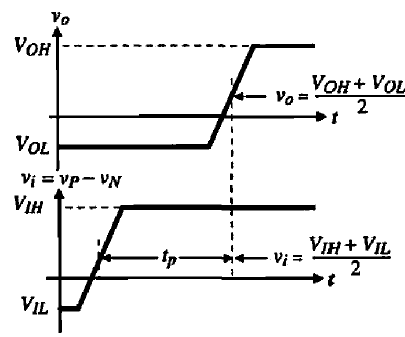 v_o
V_OH
v_o = (V_OH + V_OL)/2
t
V_OL
v_i = v_P − v_N
V_IH
t_p
v_i = (V_IH + V_IL)/2
t
V_IL